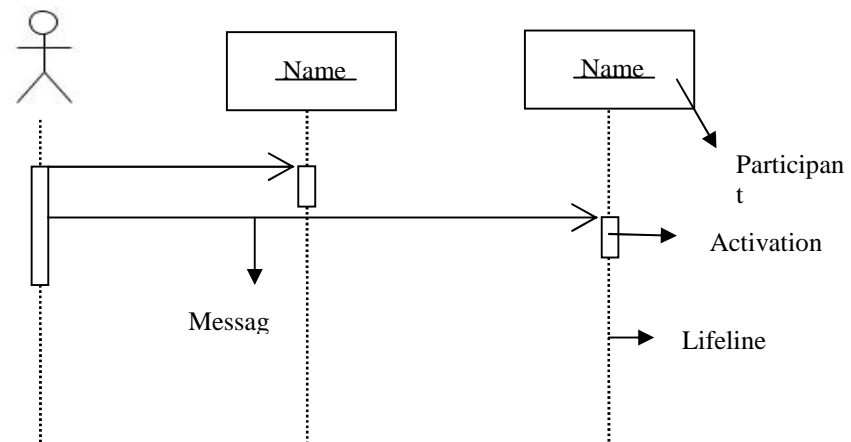 Name
Name
Participan
t
Activation
Messag
Lifeline